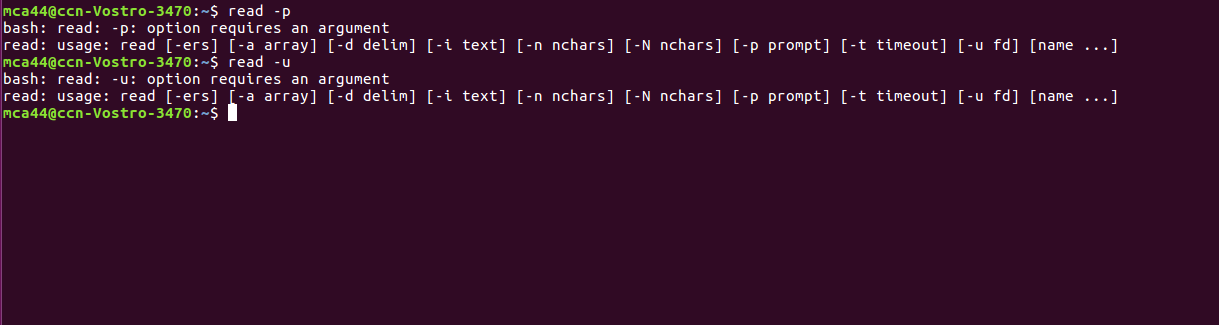 mca44@ccn-Vostro-3470:~$ read -p
bash: read: -p: option requires an argument
read: usage: read [-ers] [-a array] [-d delim] [-i text] [-n nchars] [-N nchars] [-p prompt] [-t timeout] [-u fd] [name ...]
mca44@ccn-Vostro-3470:~$ read -u
bash: read: -u: option requires an argument
read: usage: read [-ers] [-a array] [-d delim] [-i text] [-n nchars] [-N nchars] [-p prompt] [-t timeout] [-u fd] [name ...]
mca44@ccn-Vostro-3470:~$